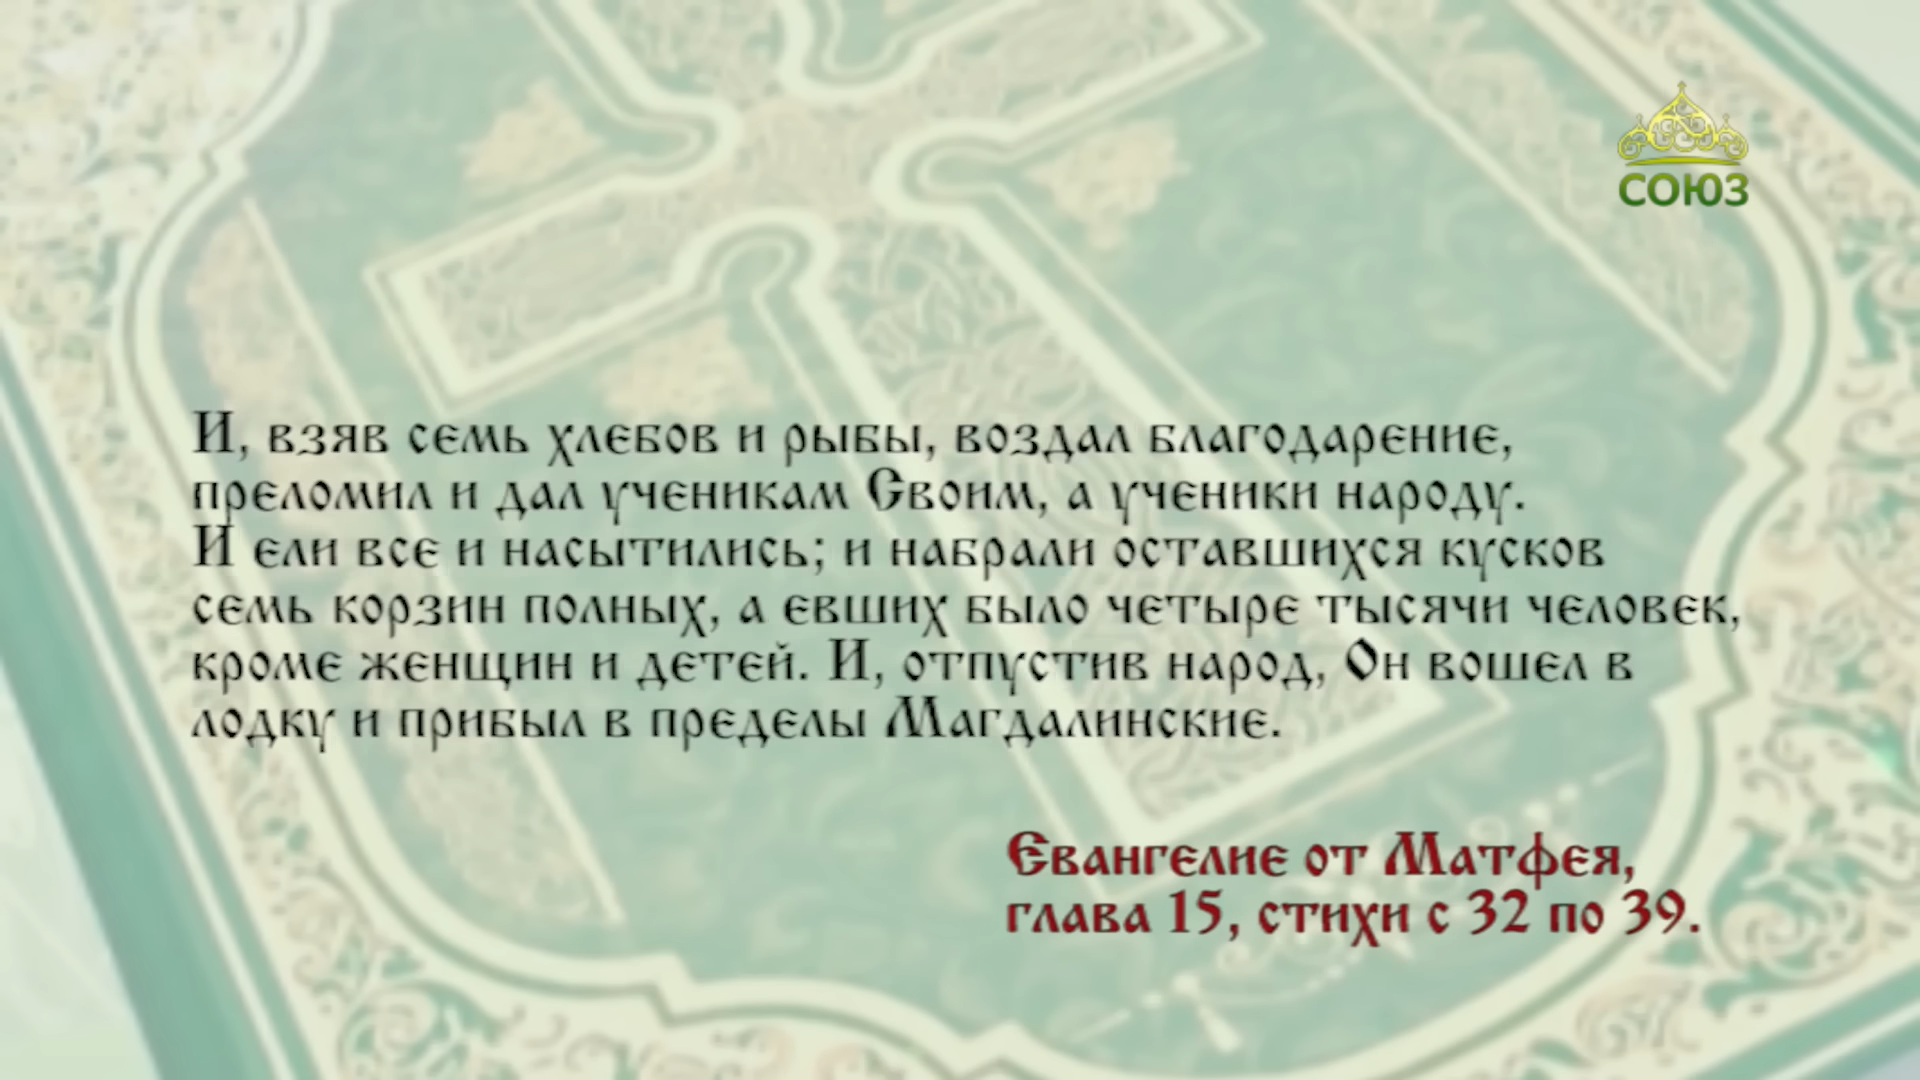 СОЮЗ
И, взяв семь хлебов и рыбы, воздал благодарение,
преломил и дал ученикам Своим, а ученики народу.
И ели все и насытились; и набрали оставшихся кусков
семь корзин полных, а евших было четыре тысячи человек,
кроме женщин и детей. И, отпустив народ, Он вошел в
лодку и прибыл в пределы Магдалинские.
Евангелие от Матфея,
глава 15, стихи с 32 по 39.